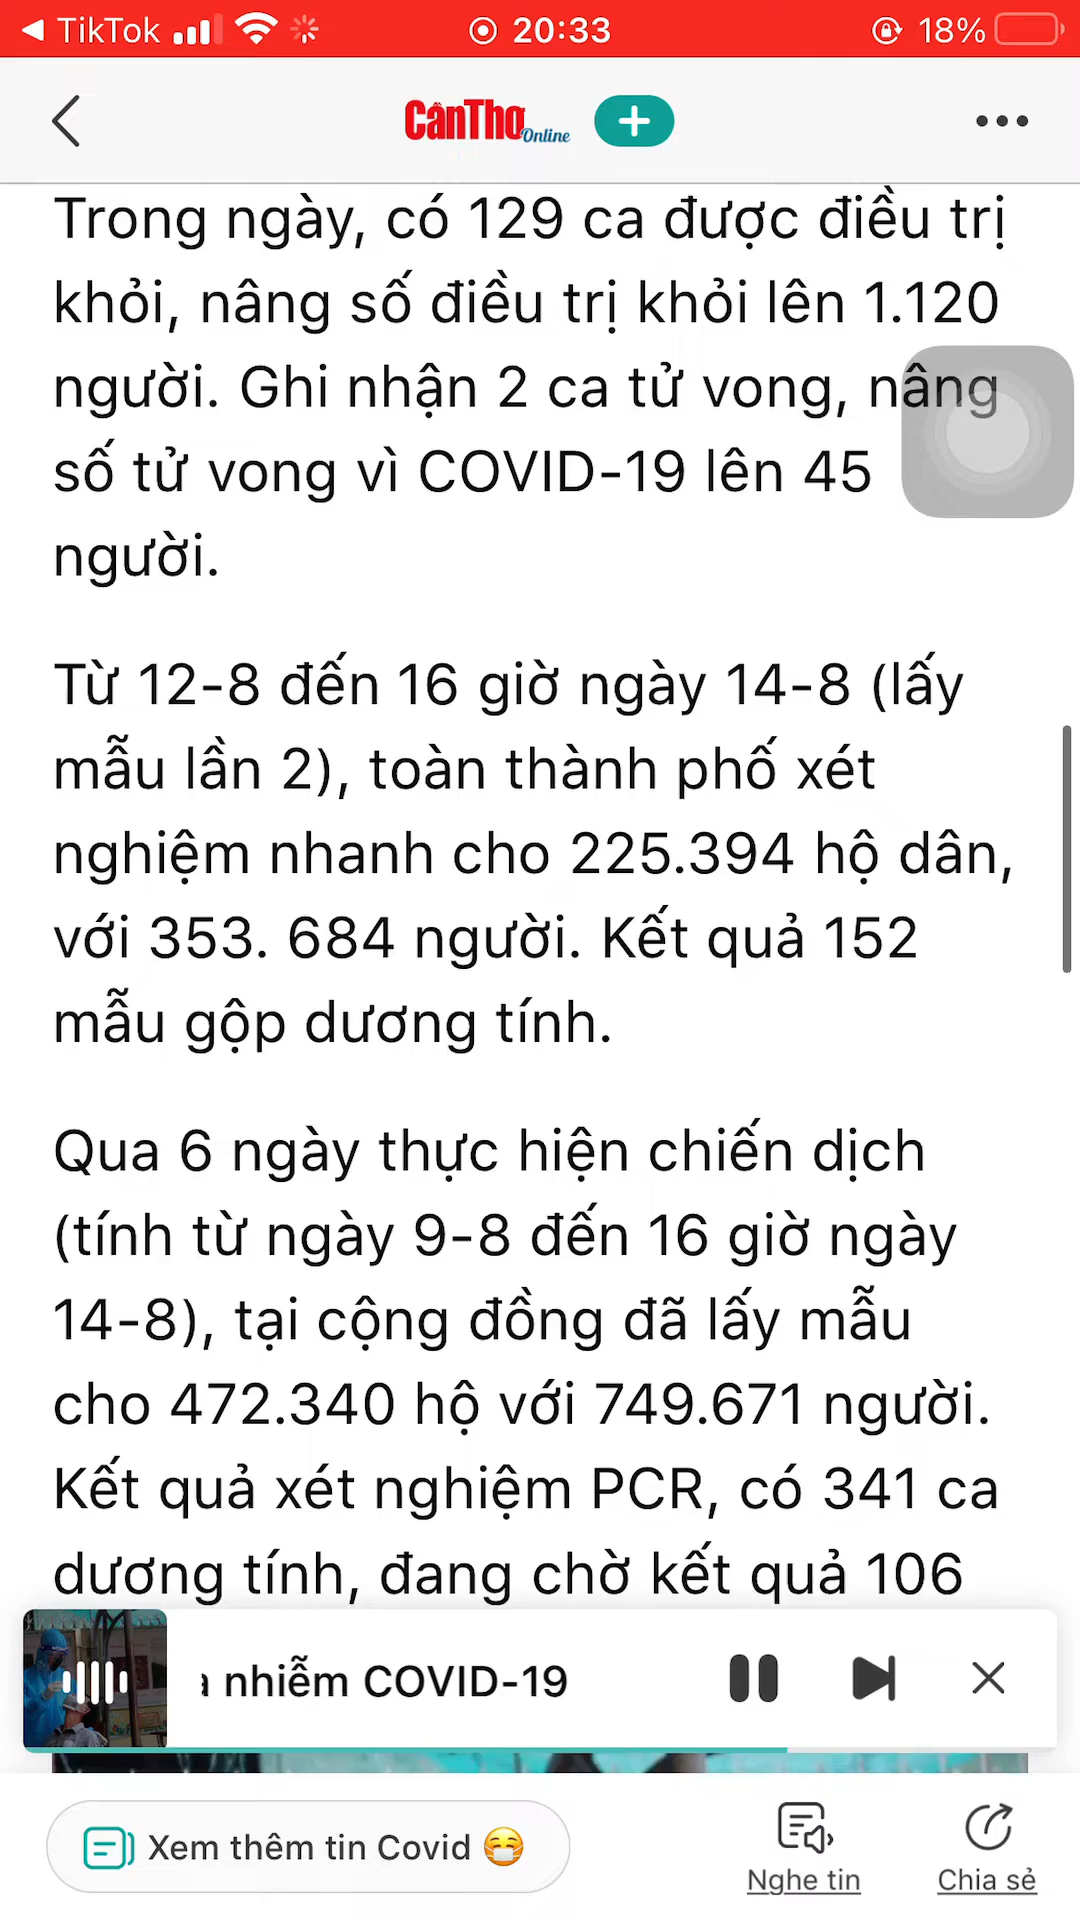 TikTok 20:33 18%
CầnThơ Online
Trong ngày, có 129 ca được điều trị
khỏi, nâng số điều trị khỏi lên 1.120
người. Ghi nhận 2 ca tử vong, nâng
số tử vong vì COVID-19 lên 45
người.
Từ 12-8 đến 16 giờ ngày 14-8 (lấy
mẫu lần 2), toàn thành phố xét
nghiệm nhanh cho 225.394 hộ dân,
với 353. 684 người. Kết quả 152
mẫu gộp dương tính.
Qua 6 ngày thực hiện chiến dịch
(tính từ ngày 9-8 đến 16 giờ ngày
14-8), tại cộng đồng đã lấy mẫu
cho 472.340 hộ với 749.671 người.
Kết quả xét nghiệm PCR, có 341 ca
dương tính, đang chờ kết quả 106
nhiễm COVID-19
Xem thêm tin Covid
Nghe tin
Chia sẻ